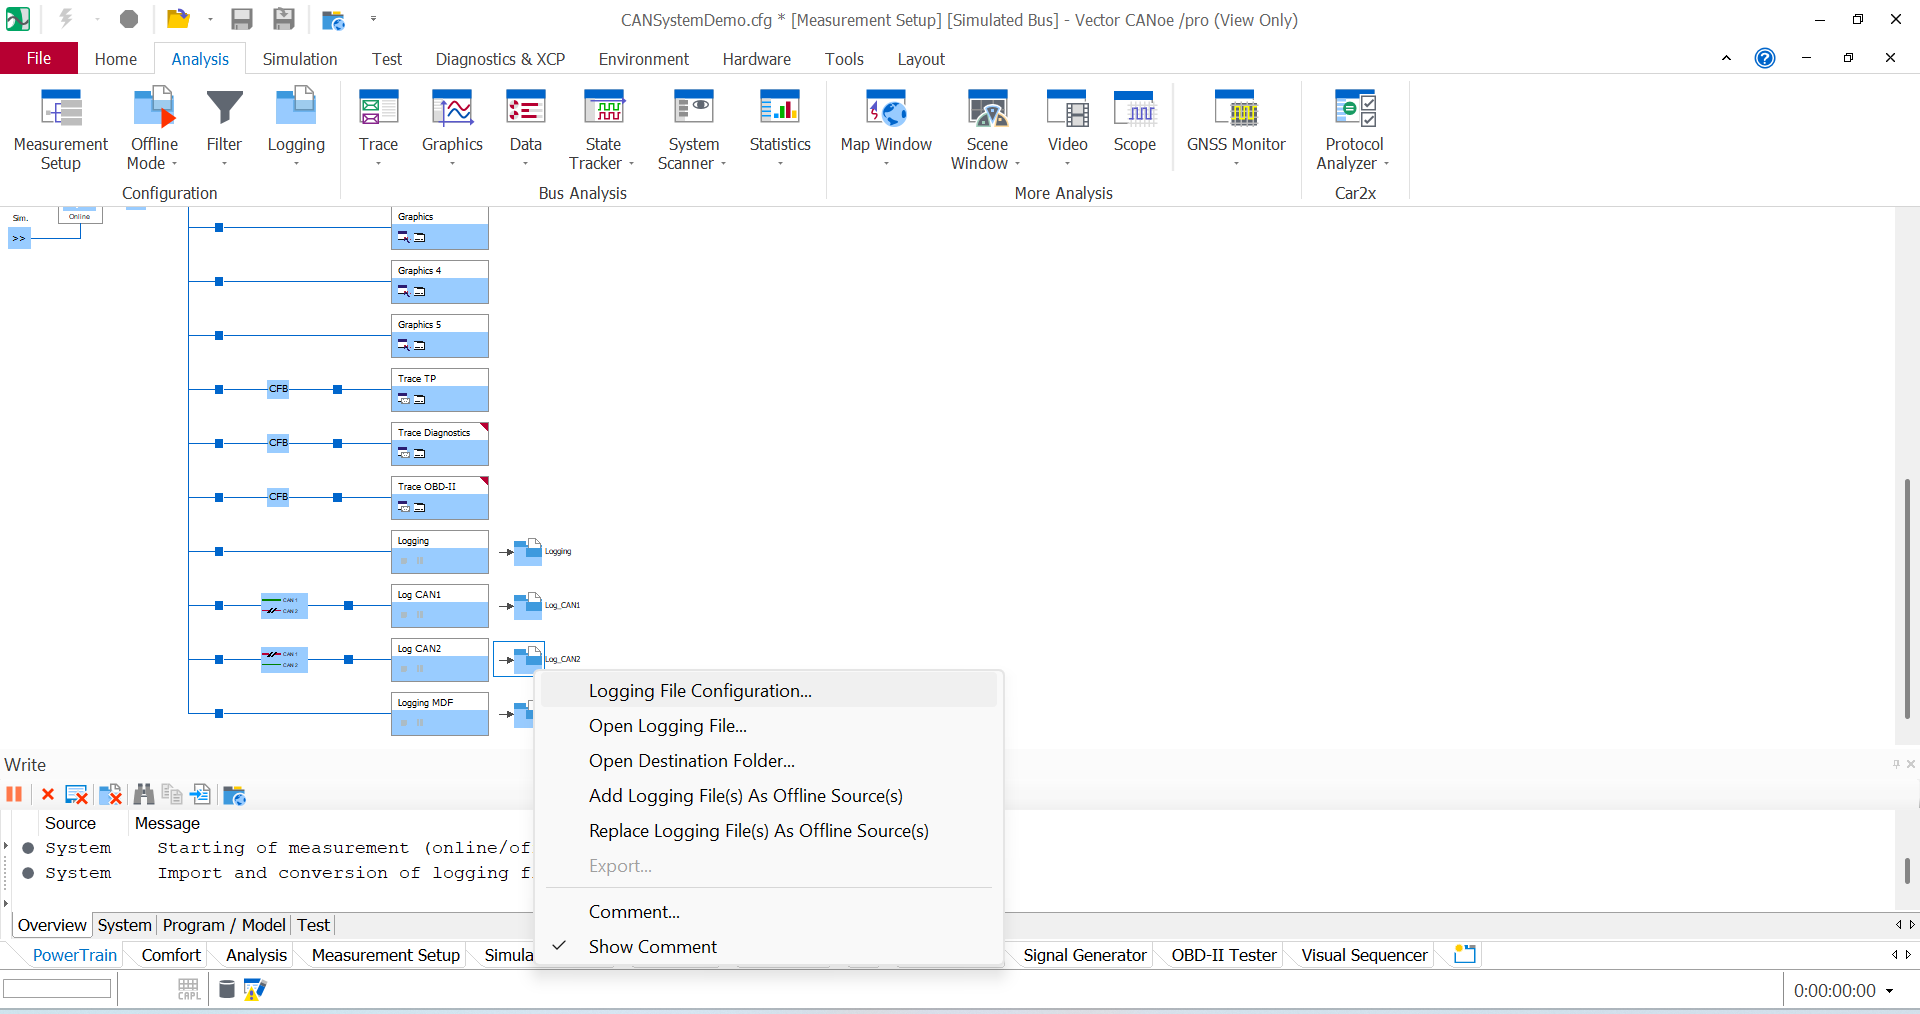 CANSystemDemo.cfg * [Measurement Setup] [Simulated Bus] - Vector CANoe /pro (View Only)
File
Home
Analysis
Simulation
Test
Diagnostics & XCP
Environment
Hardware
Tools
Layout
Measurement Setup
Offline Mode
Filter
Logging
Trace
Graphics
Data
State Tracker
System Scanner
Statistics
Map Window
Scene Window
Video
Scope
GNSS Monitor
Protocol Analyzer
Configuration
Bus Analysis
More Analysis
Car2x
Sim.
>>
Online
Graphics
Graphics 4
Graphics 5
CFB
Trace TP
CFB
Trace Diagnostics
CFB
Trace OBD-II
Logging
Logging
CAN 1
CAN 2
Log CAN1
Log_CAN1
CAN 1
CAN 2
Log CAN2
Log_CAN2
Logging MDF
Logging File Configuration...
Open Logging File...
Open Destination Folder...
Add Logging File(s) As Offline Source(s)
Replace Logging File(s) As Offline Source(s)
Export...
Comment...
Show Comment
Write
Source
Message
System
Starting of measurement (online/of
System
Import and conversion of logging f
Overview
System
Program / Model
Test
PowerTrain
Comfort
Analysis
Measurement Setup
Simula
Signal Generator
OBD-II Tester
Visual Sequencer
CAPL
0:00:00:00